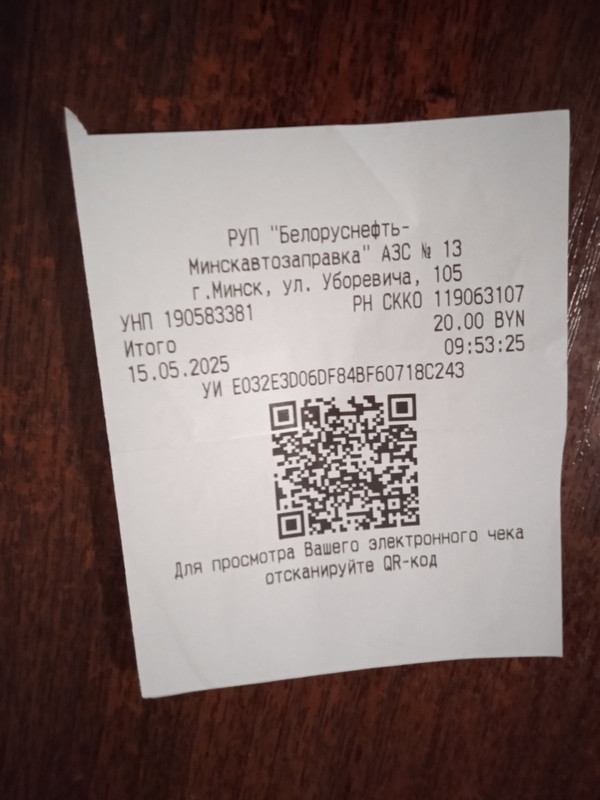 РУП "Белоруснефть-
Минскавтозаправка" АЗС № 13
г.Минск, ул. Уборевича, 105
УНП 190583381 РН СККО 119063107
Итого 20.00 BYN
15.05.2025 09:53:25
УИ E032E3D06DF84BF60718C243
Для просмотра Вашего электронного чека
отсканируйте QR-код